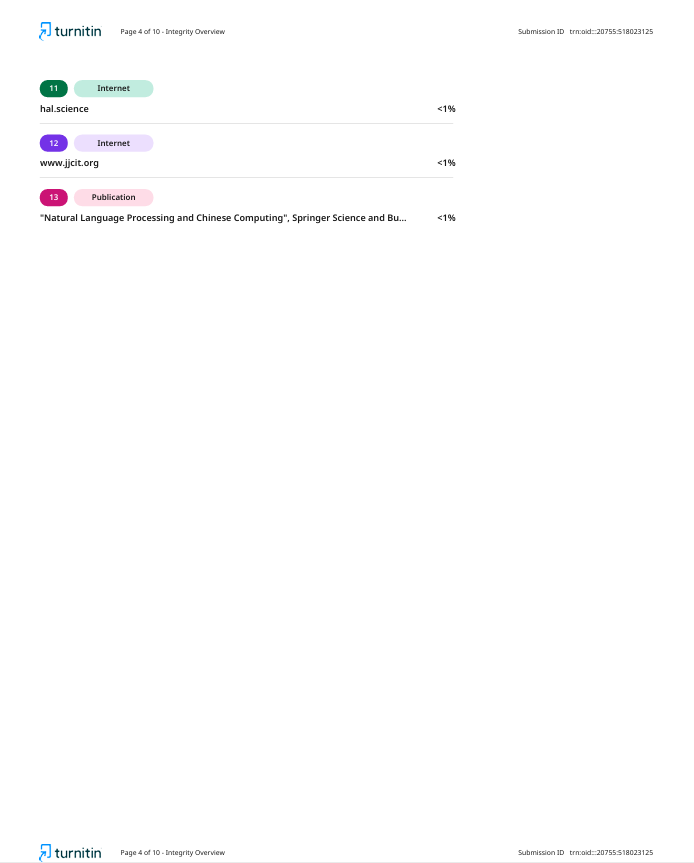 turnitin Page 4 of 10 - Integrity Overview Submission ID trn:oid:::20755:518023125
11 Internet
hal.science <1%
12 Internet
www.jjcit.org <1%
13 Publication
"Natural Language Processing and Chinese Computing", Springer Science and Bu... <1%
turnitin Page 4 of 10 - Integrity Overview Submission ID trn:oid:::20755:518023125